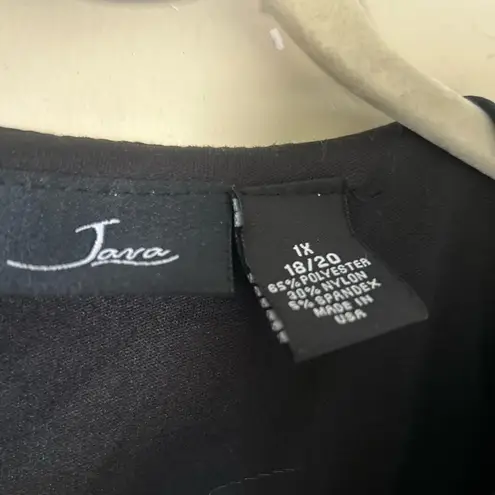 Java
1X
18/20
65% POLYESTER
30% NYLON
5% SPANDEX
MADE IN
USA